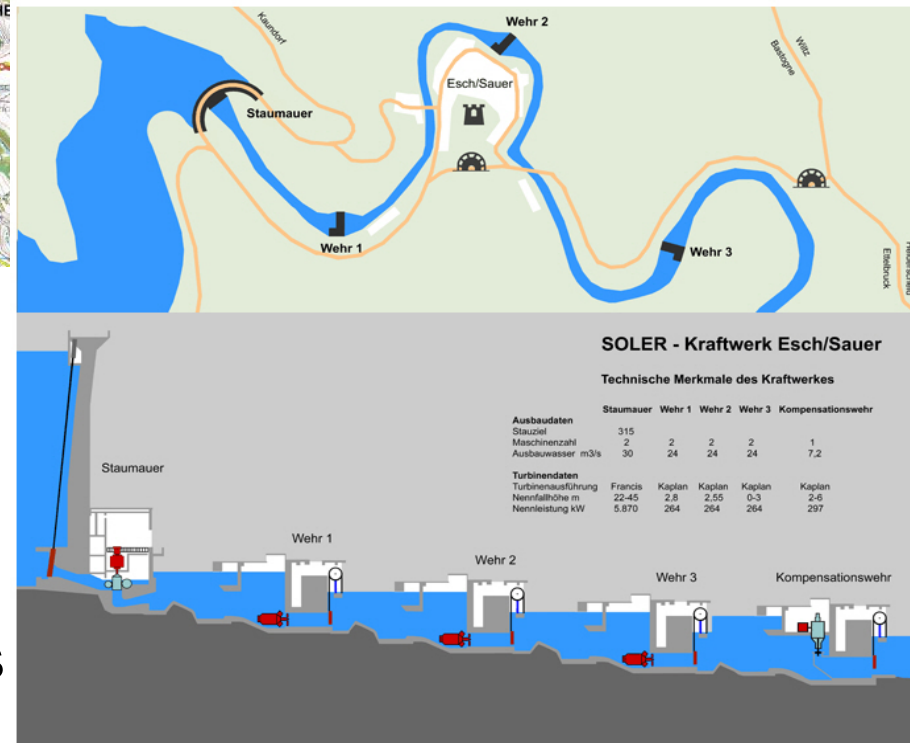 HE
Kaundorf
Wehr 2
Wiltz
Bastogne
Esch/Sauer
Staumauer
Wehr 1
Wehr 3
Ettelbruck
SOLER - Kraftwerk Esch/Sauer
Technische Merkmale des Kraftwerkes
Staumauer Wehr 1 Wehr 2 Wehr 3 Kompensationswehr
Ausbaudaten
Stauziel 315
Maschinenzahl 2 2 2 2 1
Ausbauwasser m3/s 30 24 24 24 7,2
Turbinendaten
Turbinenausführung Francis Kaplan Kaplan Kaplan Kaplan
Nennfallhöhe m 22-45 2,8 2,55 0-3 2-6
Nennleistung kW 5.870 264 264 264 297
Staumauer
Wehr 1
Wehr 2
Wehr 3
Kompensationswehr
s